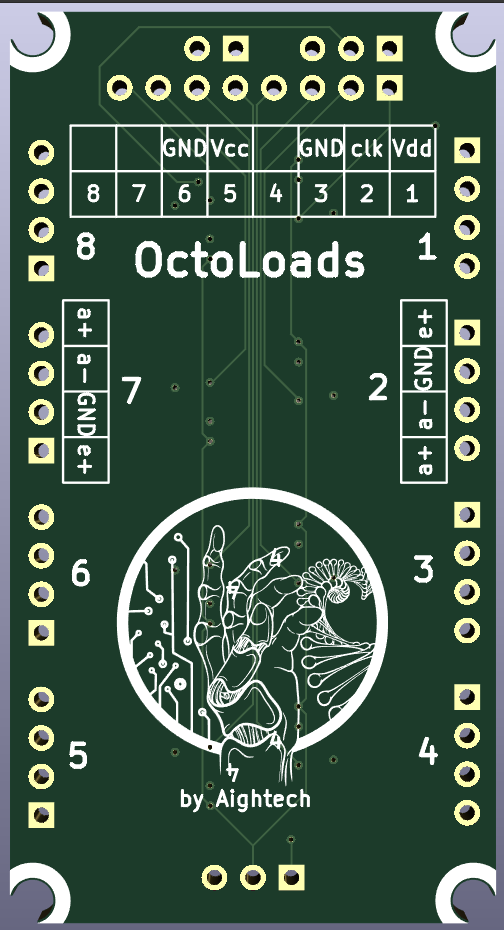 GND Vcc GND clk Vdd
8 7 6 5 4 3 2 1
8
1
OctoLoads
a+
a-
GND
e+
7
2
e+
GND
a-
a+
6
3
5
4
4
by Aightech